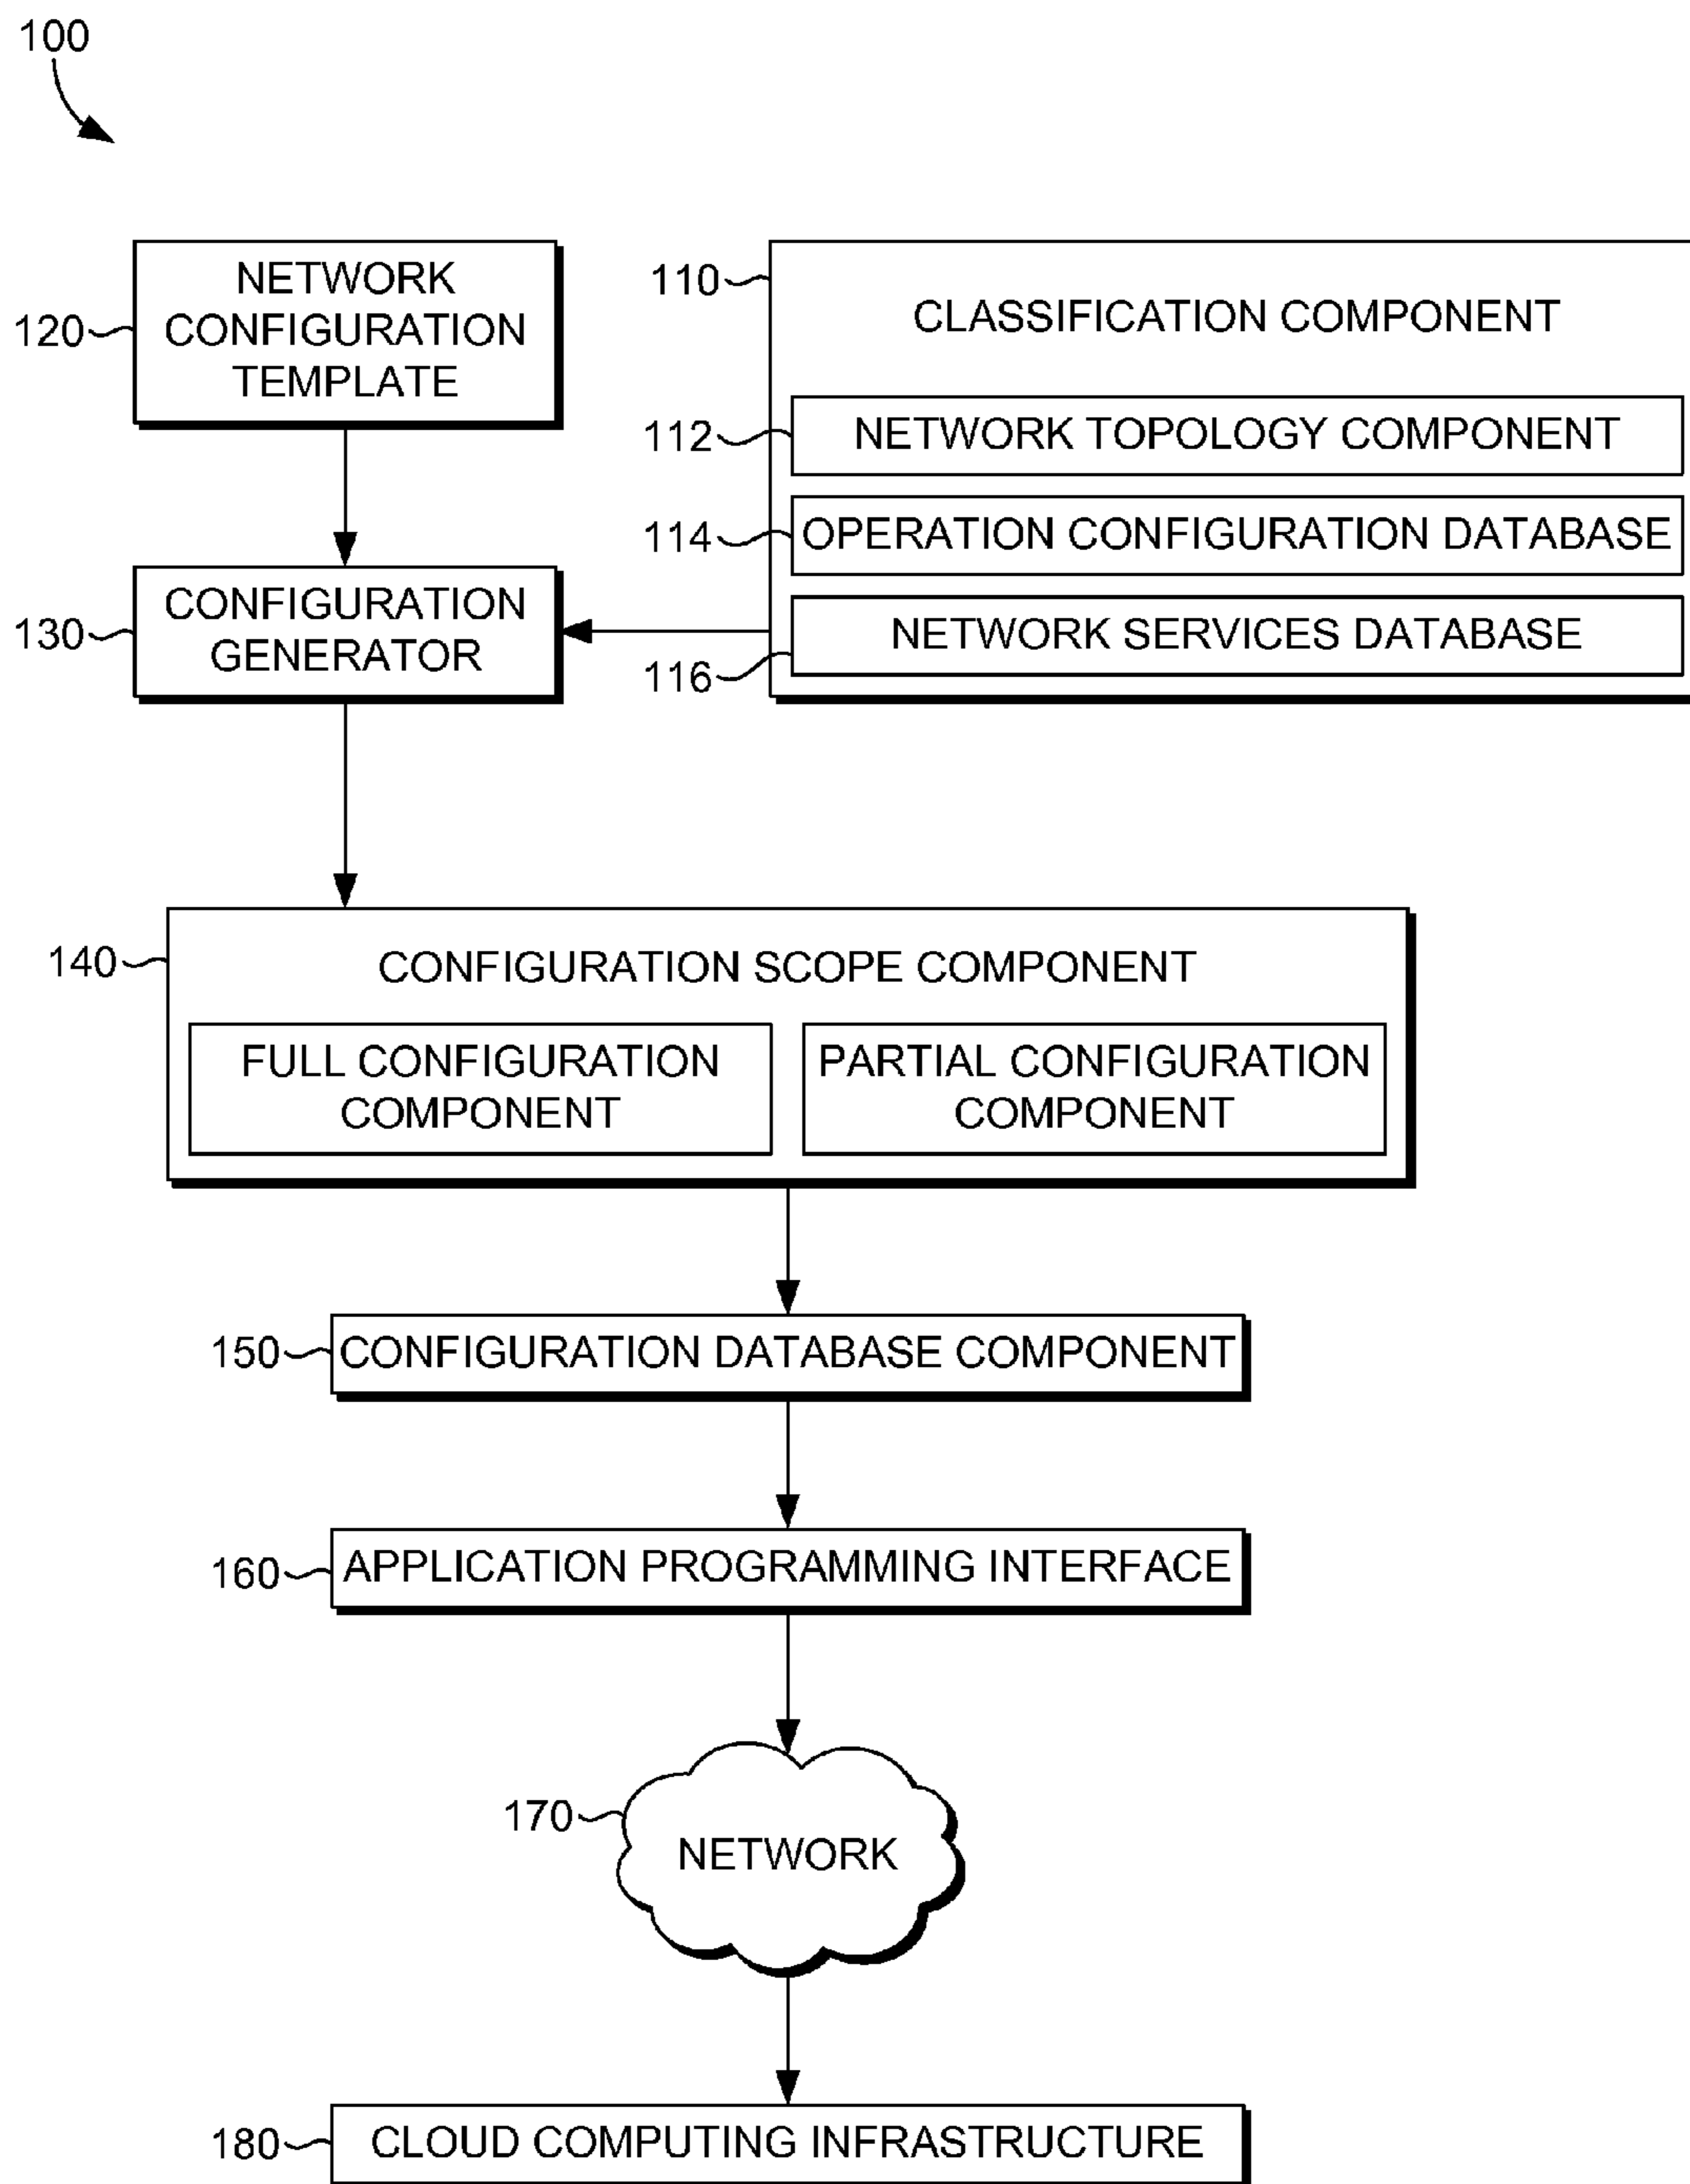 100
120
NETWORK
CONFIGURATION
TEMPLATE
110
CLASSIFICATION COMPONENT
112
NETWORK TOPOLOGY COMPONENT
114
OPERATION CONFIGURATION DATABASE
116
NETWORK SERVICES DATABASE
130
CONFIGURATION
GENERATOR
140
CONFIGURATION SCOPE COMPONENT
FULL CONFIGURATION
COMPONENT
PARTIAL CONFIGURATION
COMPONENT
150
CONFIGURATION DATABASE COMPONENT
160
APPLICATION PROGRAMMING INTERFACE
170
NETWORK
180
CLOUD COMPUTING INFRASTRUCTURE